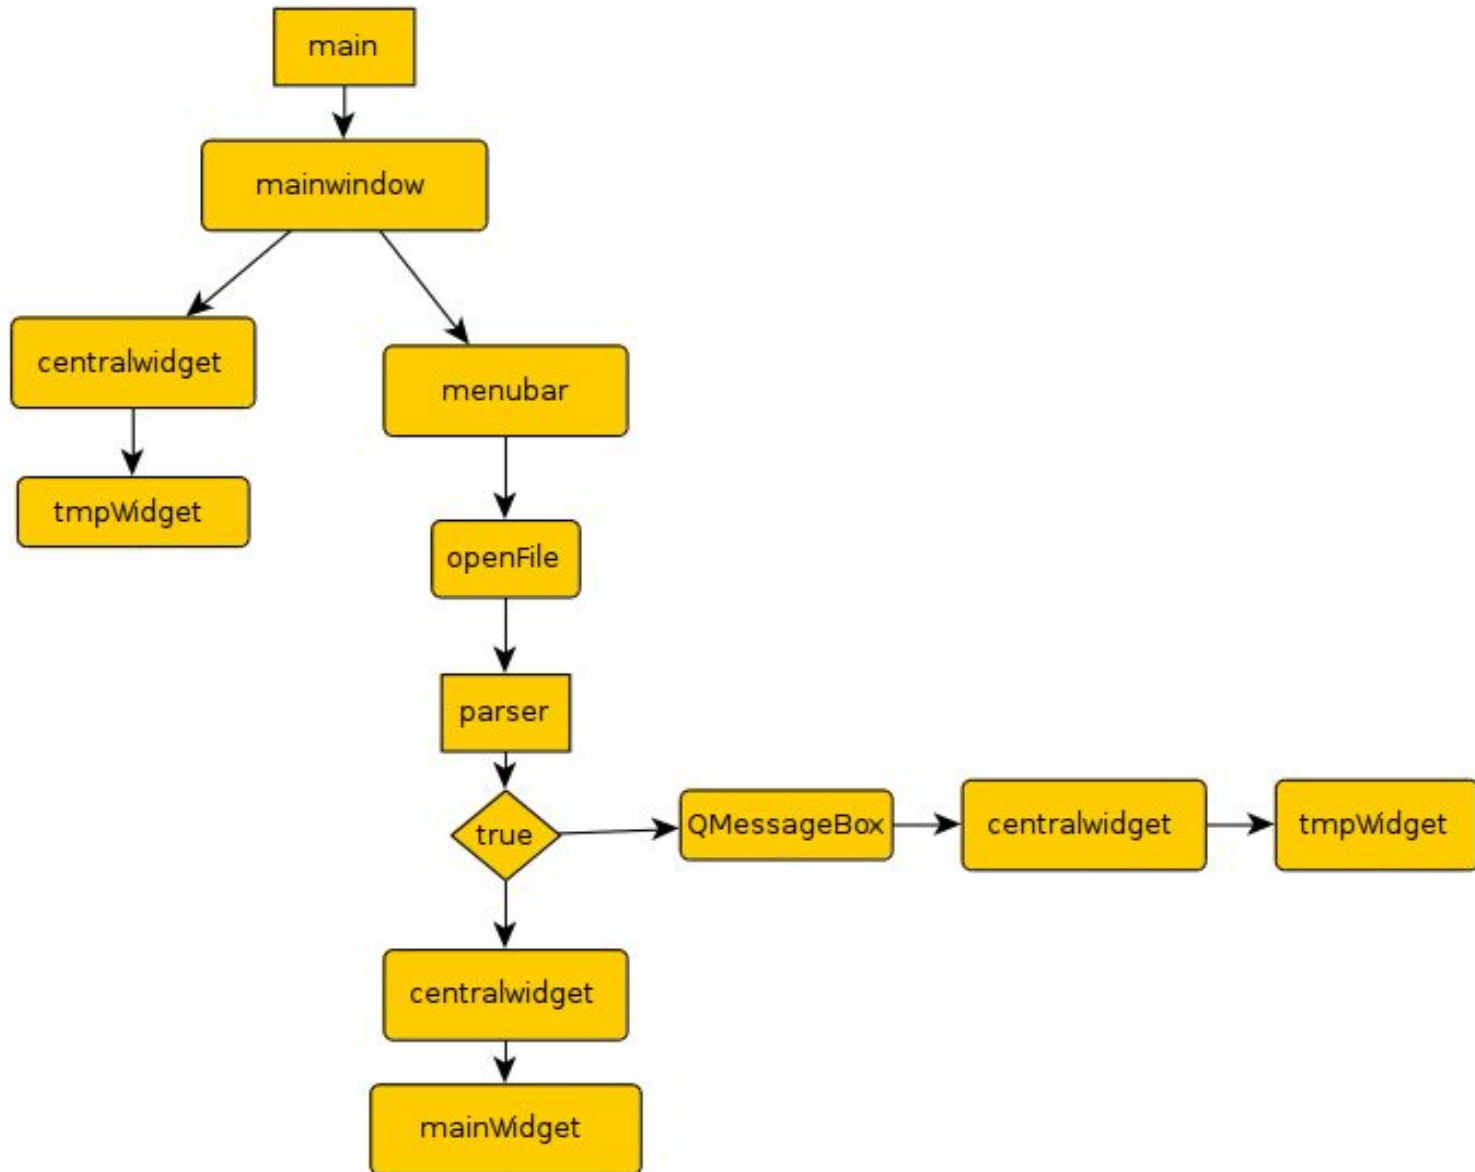 main
mainwindow
centralwidget
menubar
tmpWidget
openFile
parser
true
QMessageBox
centralwidget
tmpWidget
centralwidget
mainWidget